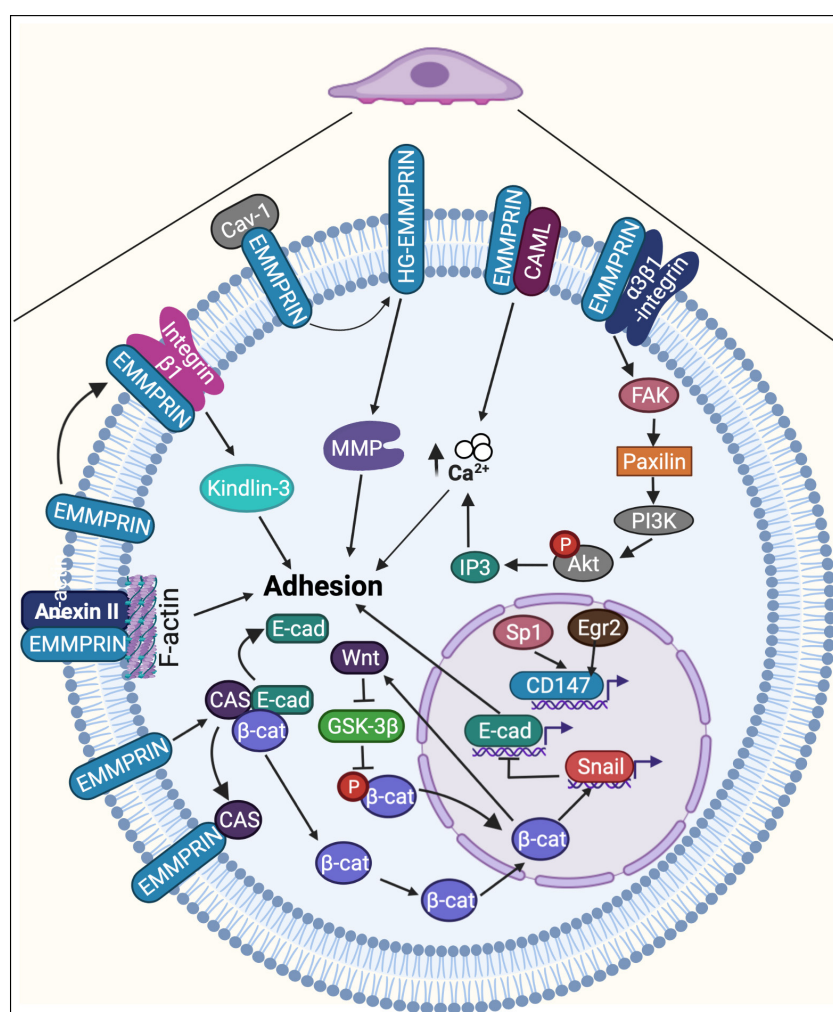 Cav-1
EMMPRIN
HG-EMMPRIN
EMMPRIN
CAML
EMMPRIN
α3β1
-integrin
Integrin
β1
EMMPRIN
FAK
MMP
Ca²⁺
Paxilin
Kindlin-3
EMMPRIN
PI3K
P
Akt
IP3
Adhesion
Anexin II
EMMPRIN
F-actin
E-cad
Sp1
Egr2
Wnt
CD147
CAS
E-cad
β-cat
GSK-3β
E-cad
Snail
EMMPRIN
P
β-cat
CAS
β-cat
EMMPRIN
β-cat
β-cat